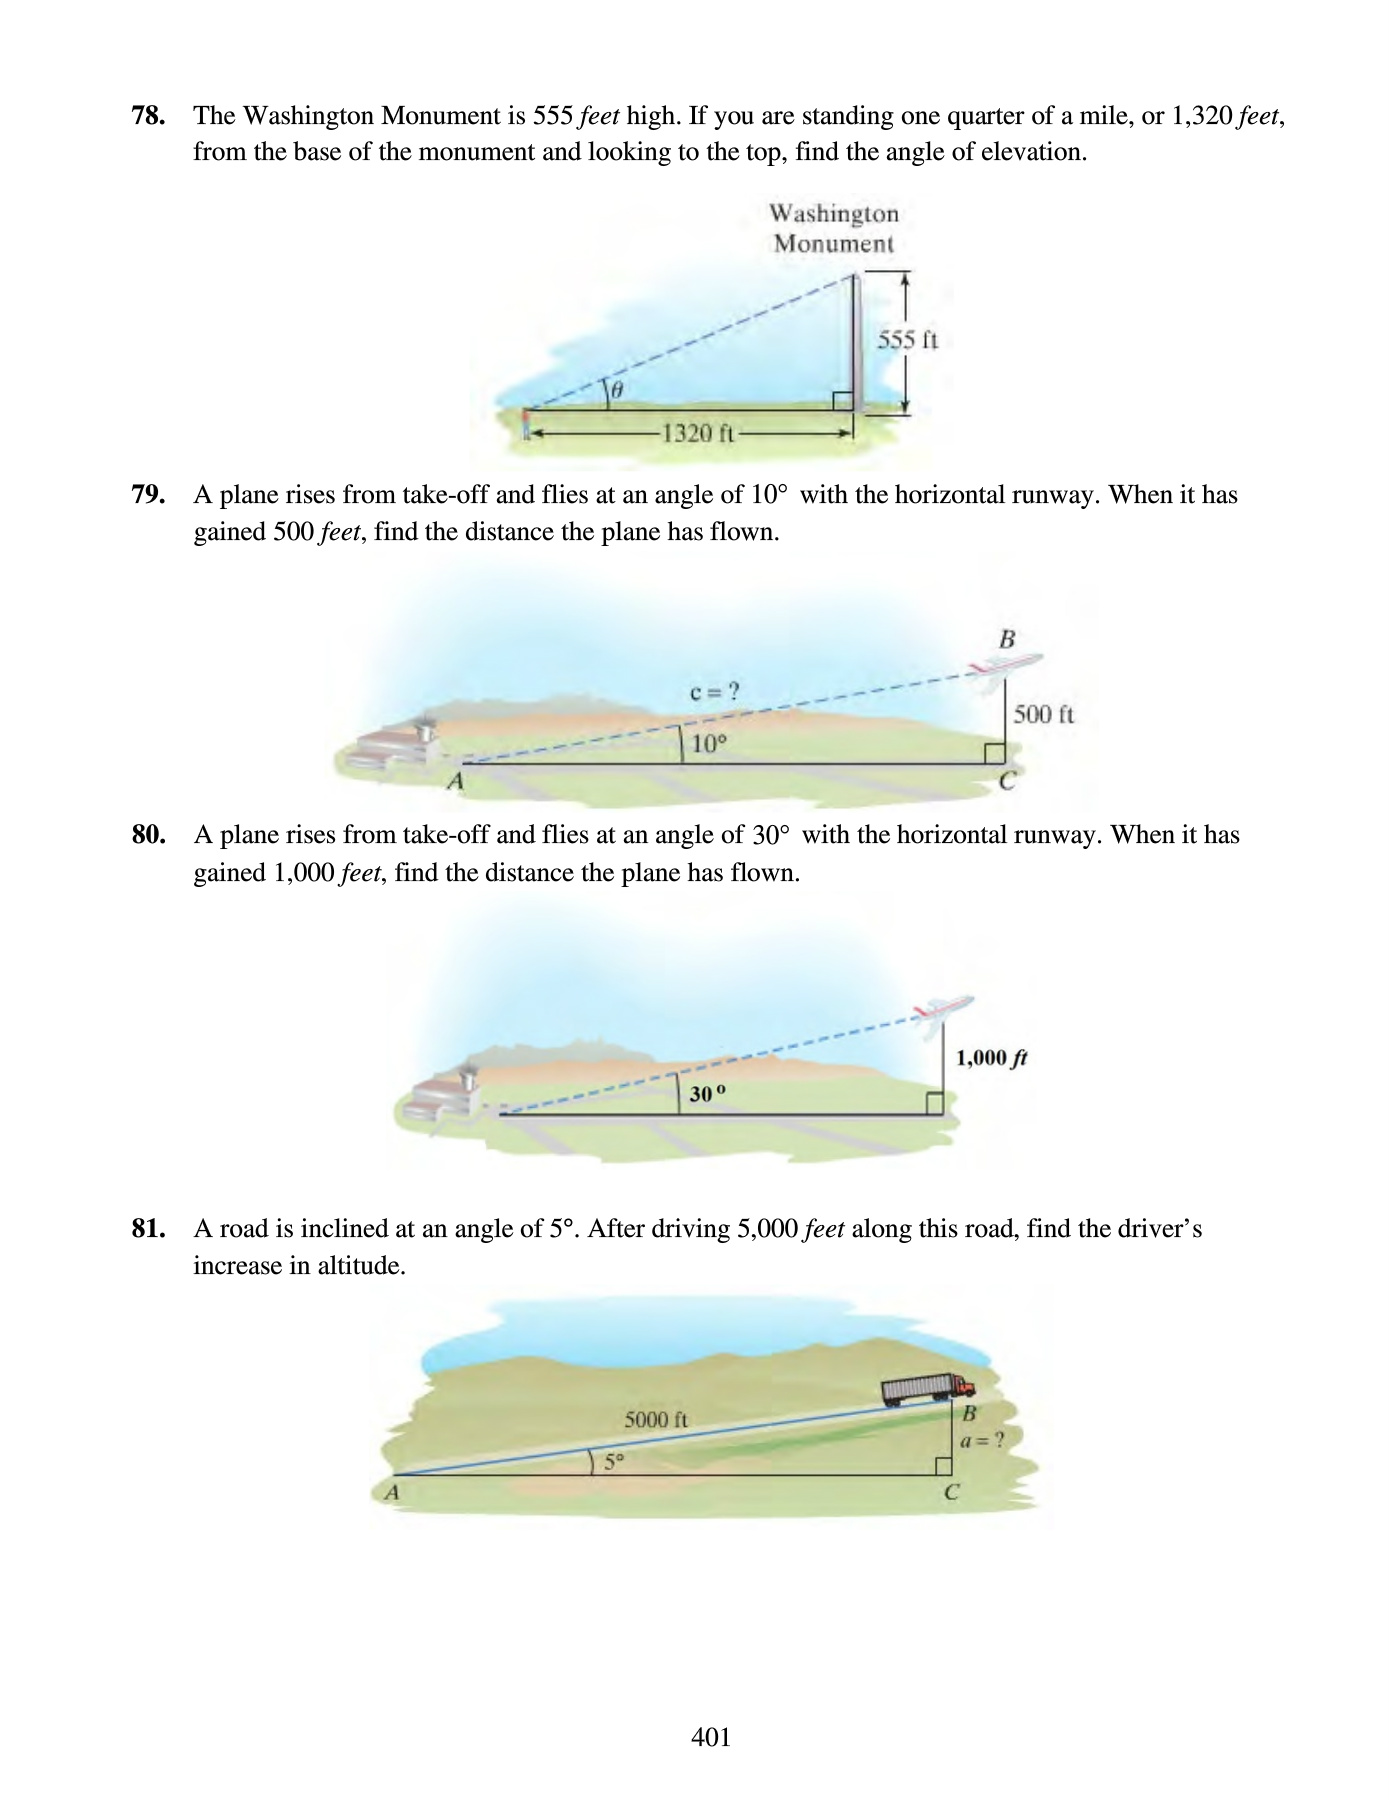 78. The Washington Monument is 555 feet high. If you are standing one quarter of a mile, or 1,320 feet,
from the base of the monument and looking to the top, find the angle of elevation.
Washington
Monument
555 ft
θ
1320 ft
79. A plane rises from take-off and flies at an angle of 10° with the horizontal runway. When it has
gained 500 feet, find the distance the plane has flown.
B
c = ?
500 ft
10°
A
C
80. A plane rises from take-off and flies at an angle of 30° with the horizontal runway. When it has
gained 1,000 feet, find the distance the plane has flown.
1,000 ft
30°
81. A road is inclined at an angle of 5°. After driving 5,000 feet along this road, find the driver’s
increase in altitude.
5000 ft
B
a = ?
5°
A
C
401